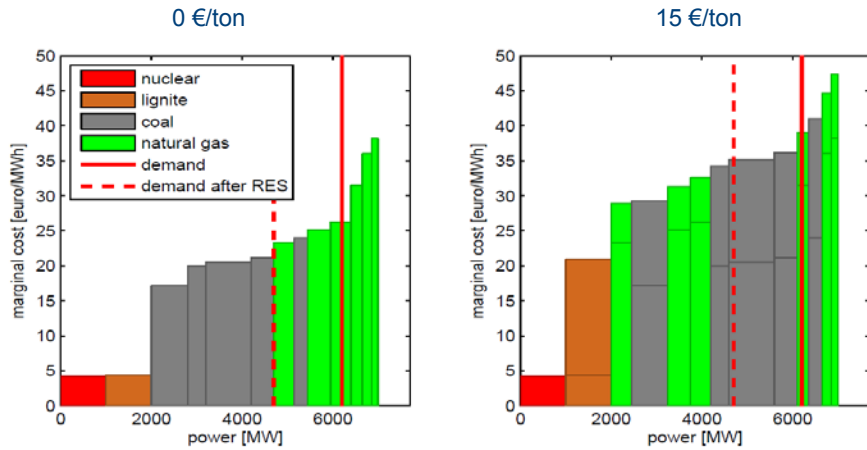 0 €/ton
15 €/ton
50
45
40
35
30
25
20
15
10
5
0
marginal cost [euro/MWh]
nuclear
lignite
coal
natural gas
demand
demand after RES
0
2000
4000
6000
power [MW]
50
45
40
35
30
25
20
15
10
5
0
marginal cost [euro/MWh]
0
2000
4000
6000
power [MW]